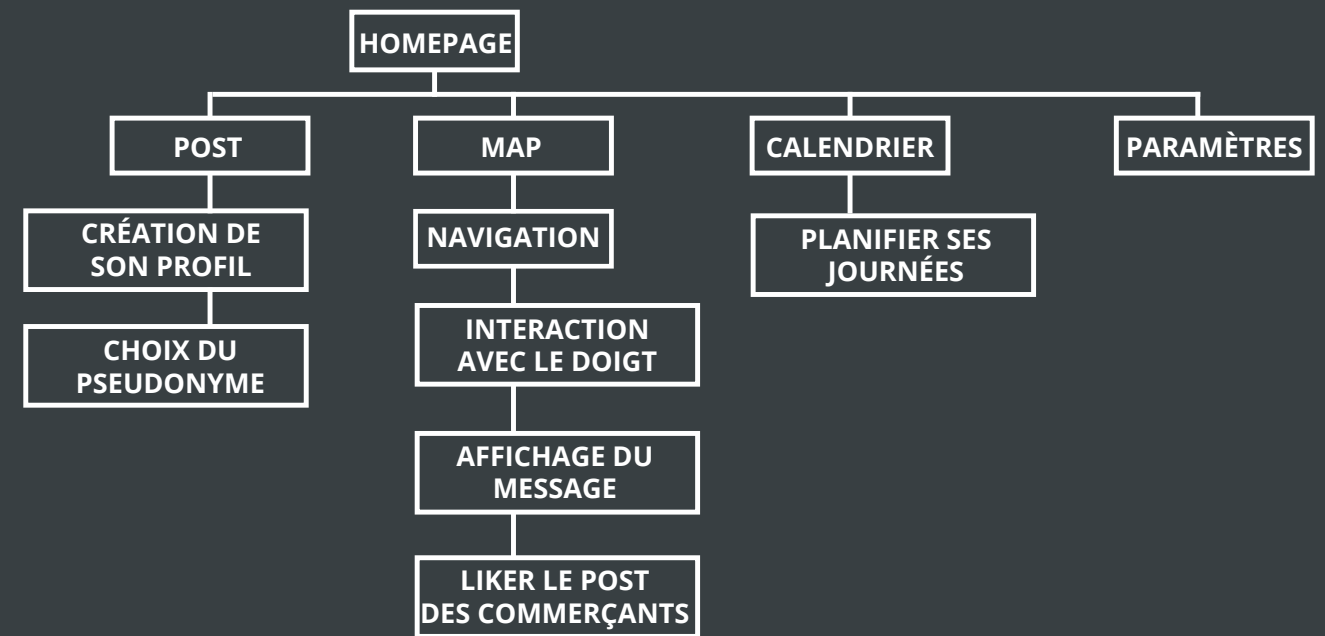 HOMEPAGE
POST
MAP
CALENDRIER
PARAMÈTRES
CRÉATION DE
SON PROFIL
NAVIGATION
PLANIFIER SES
JOURNÉES
CHOIX DU
PSEUDONYME
INTERACTION
AVEC LE DOIGT
AFFICHAGE DU
MESSAGE
LIKER LE POST
DES COMMERÇANTS